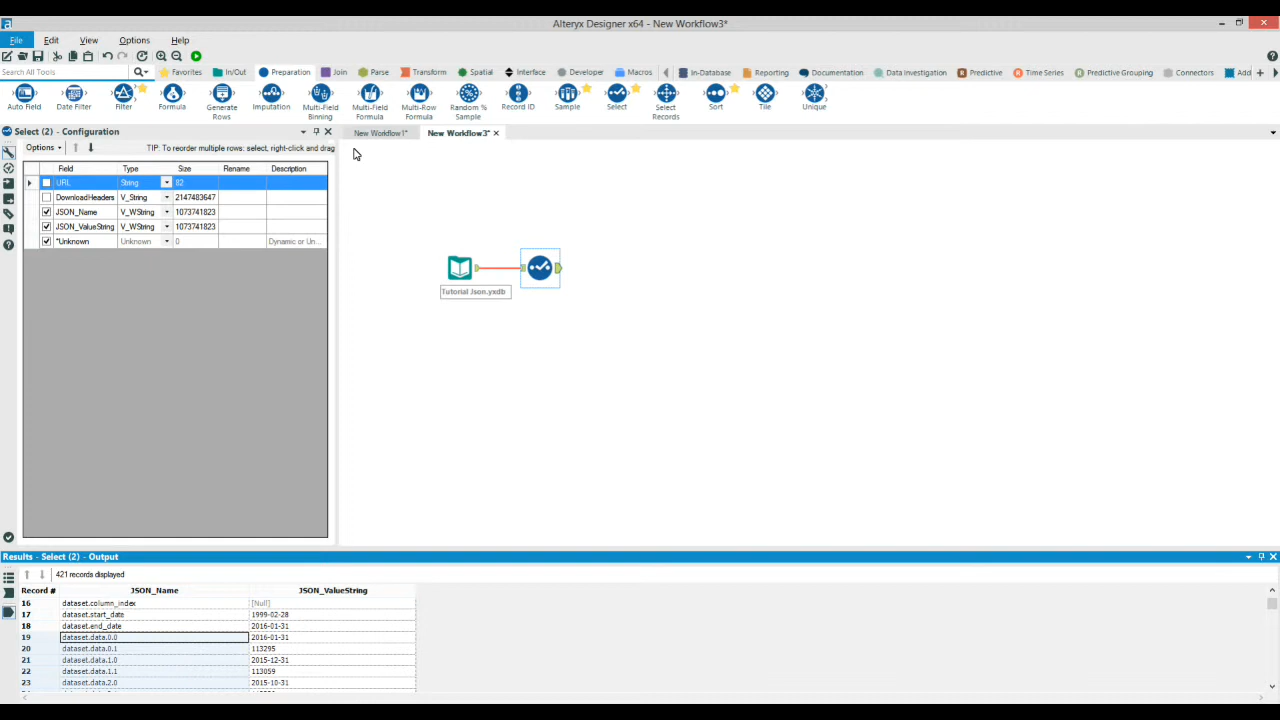 Alteryx Designer x64 - New Workflow3*
File Edit View Options Help
Search All Tools Favorites In/Out Preparation Join Parse Transform Spatial Interface Developer Macros In-Database Reporting Documentation Data Investigation Predictive Time Series Predictive Grouping Connectors Add
Auto Field Date Filter Filter Formula Generate Rows Imputation Multi-Field Binning Multi-Field Formula Multi-Row Formula Random % Sample Record ID Sample Select Select Records Sort Tile Unique
Select (2) - Configuration
New Workflow1* New Workflow3*
Options TIP: To reorder multiple rows: select, right-click and drag
Field Type Size Rename Description
URL String 82
DownloadHeaders V_String 2147483647
JSON_Name V_WString 1073741823
JSON_ValueString V_WString 1073741823
*Unknown Unknown 0 Dynamic or Un...
Tutorial Json.yxdb
Results - Select (2) - Output
421 records displayed
Record # JSON_Name JSON_ValueString
16 dataset.column_index [Null]
17 dataset.start_date 1999-02-28
18 dataset.end_date 2016-01-31
19 dataset.data.0.0 2016-01-31
20 dataset.data.0.1 113295
21 dataset.data.1.0 2015-12-31
22 dataset.data.1.1 113059
23 dataset.data.2.0 2015-10-31